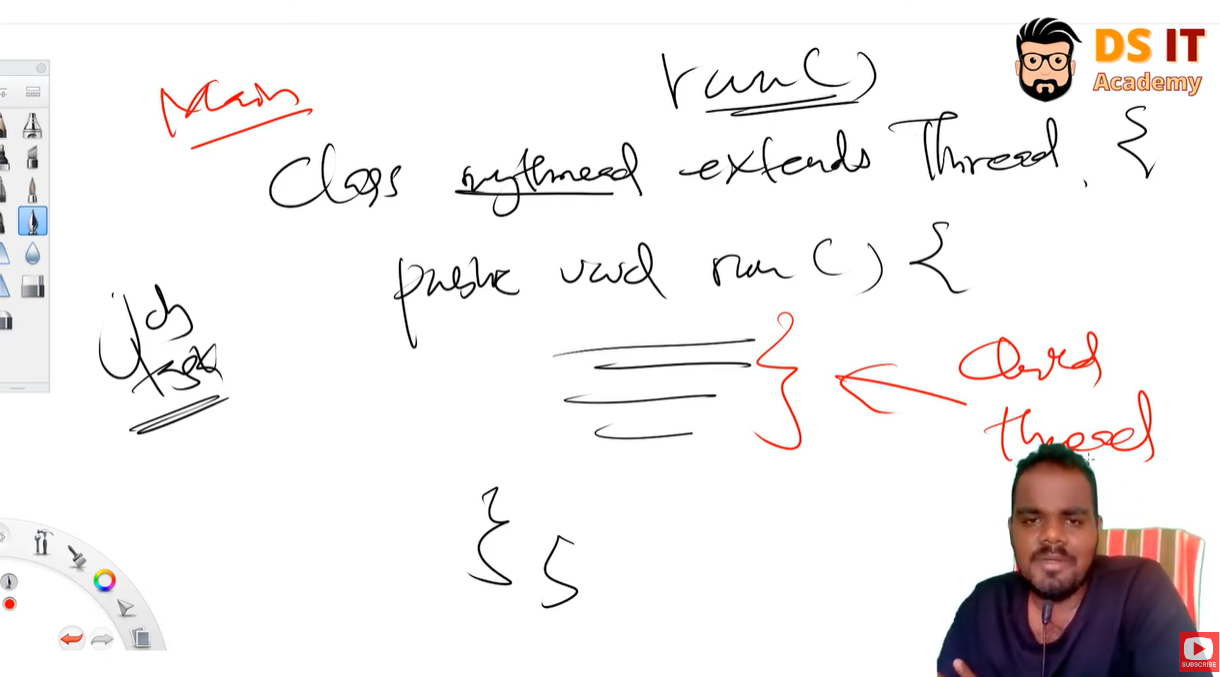 DS IT
Academy
run()
Main
Class mythread extends Thread {
public void run() {
}
Job
task
Child
thread
}
}
SUBSCRIBE